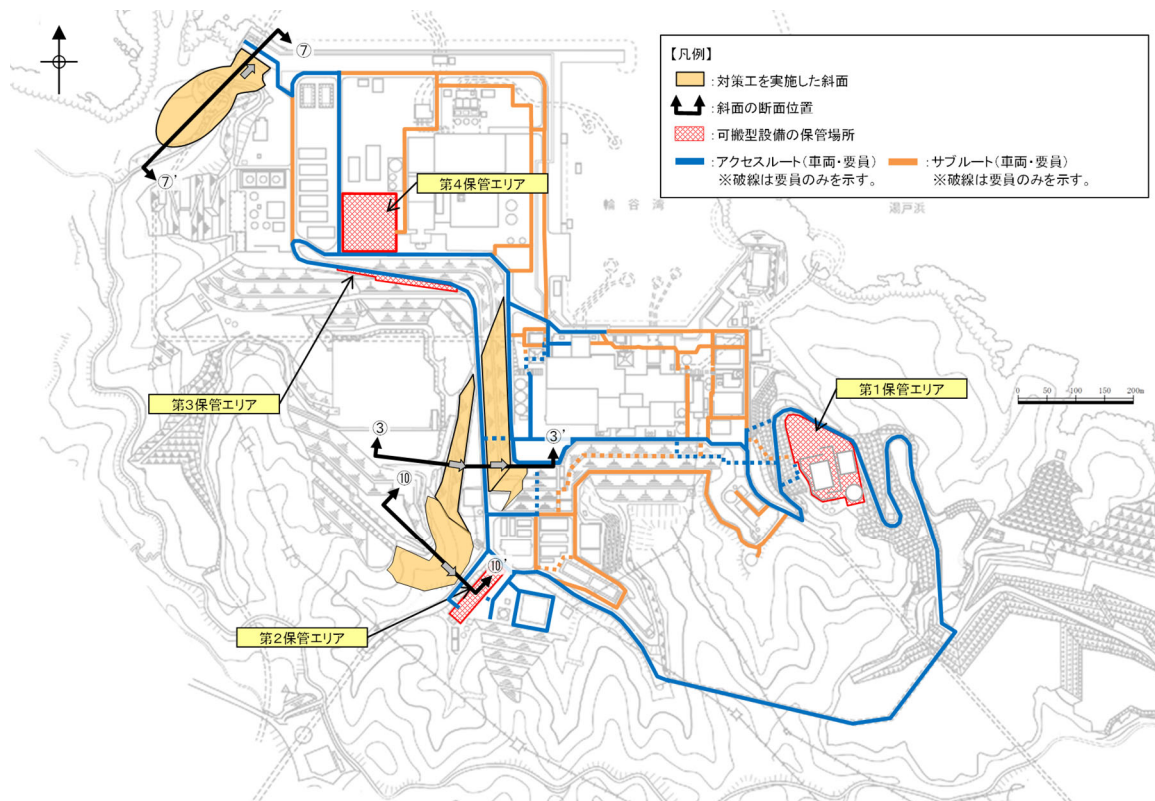 ⑦
⑦’
【凡例】
：対策工を実施した斜面
：斜面の断面位置
：可搬型設備の保管場所
：アクセスルート（車両・要員）
※破線は要員のみを示す。
：サブルート（車両・要員）
※破線は要員のみを示す。
第4保管エリア
輪谷湾
湯戸浜
第3保管エリア
第1保管エリア
0 50 100 150 200m
③
③’
⑩
⑩’
第2保管エリア